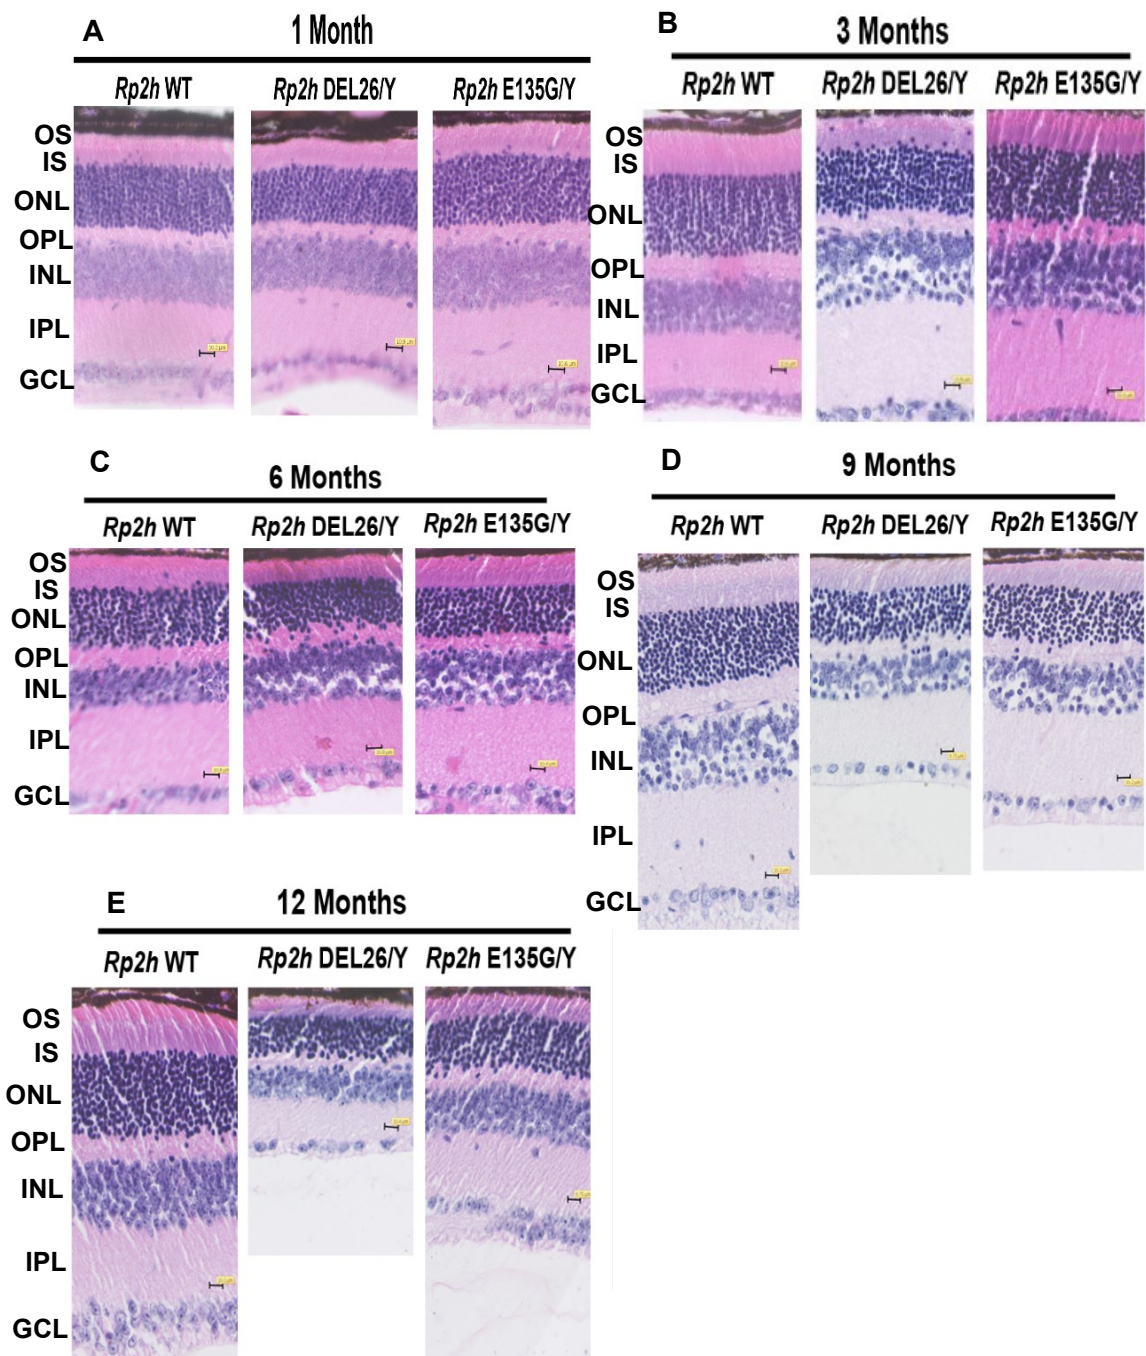 A
1 Month
Rp2h WT
Rp2h DEL26/Y
Rp2h E135G/Y
OS
IS
ONL
OPL
INL
IPL
GCL
B
3 Months
Rp2h WT
Rp2h DEL26/Y
Rp2h E135G/Y
OS
IS
ONL
OPL
INL
IPL
GCL
C
6 Months
Rp2h WT
Rp2h DEL26/Y
Rp2h E135G/Y
OS
IS
ONL
OPL
INL
IPL
GCL
D
9 Months
Rp2h WT
Rp2h DEL26/Y
Rp2h E135G/Y
OS
IS
ONL
OPL
INL
IPL
GCL
E
12 Months
Rp2h WT
Rp2h DEL26/Y
Rp2h E135G/Y
OS
IS
ONL
OPL
INL
IPL
GCL